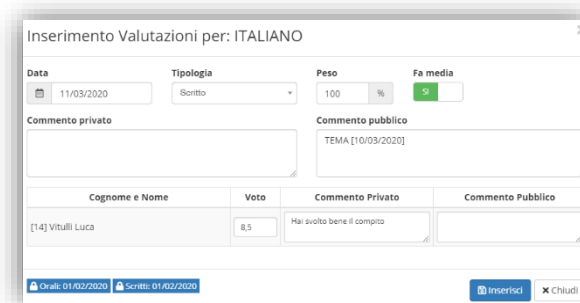 Inserimento Valutazioni per: ITALIANO
Data Tipologia Peso Fa media
11/03/2020 Scritto 100 % SI
Commento privato Commento pubblico
TEMA [10/03/2020]
Cognome e Nome Voto Commento Privato Commento Pubblico
[14] Vitulli Luca 8,5 Hai svolto bene il compito
Orali: 01/02/2020 Scritti: 01/02/2020 Inserisci x Chiudi